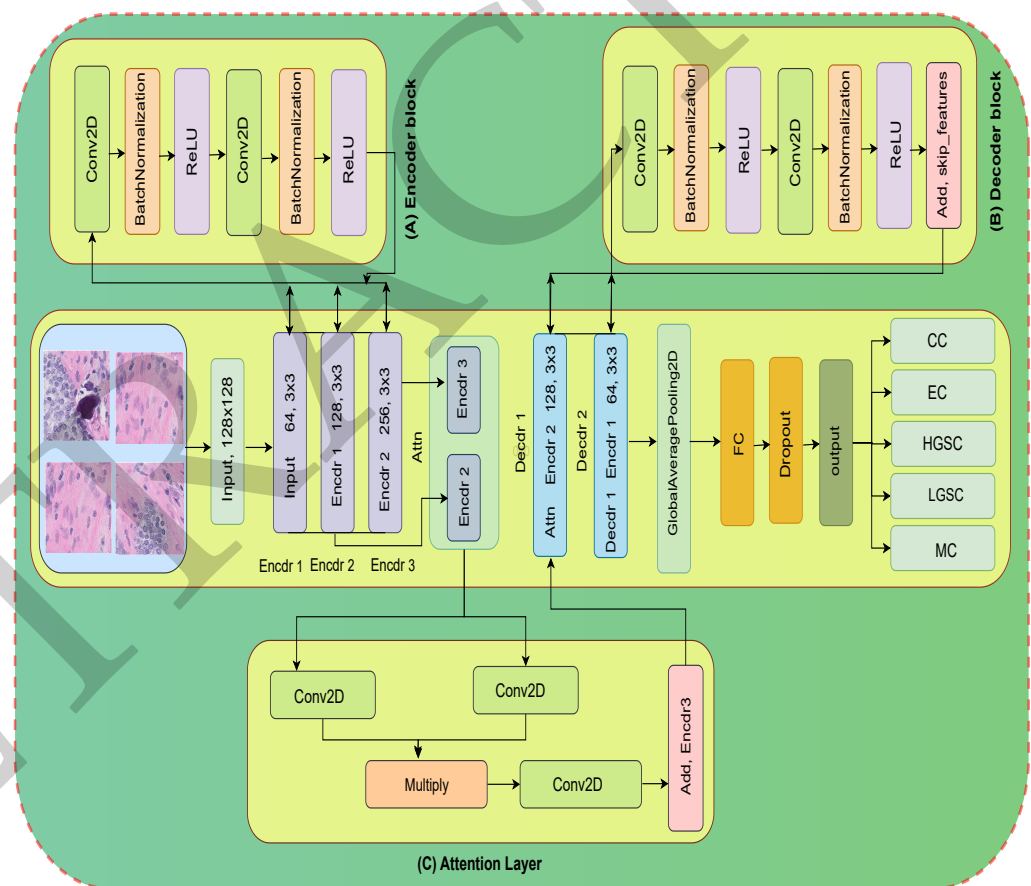 Conv2D
BatchNormalization
ReLU
Conv2D
BatchNormalization
ReLU
(A) Encoder block
Conv2D
BatchNormalization
ReLU
Conv2D
BatchNormalization
ReLU
Add, skip_features
(B) Decoder block
Input, 128x128
Input 64, 3x3
Encdr 1 128, 3x3
Encdr 2 256, 3x3
Encdr 1
Encdr 2
Encdr 3
Attn
Encdr 3
Encdr 2
Decdr 1
Attn Encdr 2 128, 3x3
Decdr 2
Decdr 1 Encdr 1 64, 3x3
GlobalAveragePooling2D
FC
Dropout
output
CC
EC
HGSC
LGSC
MC
Conv2D
Conv2D
Multiply
Conv2D
Add, Encdr3
(C) Attention Layer